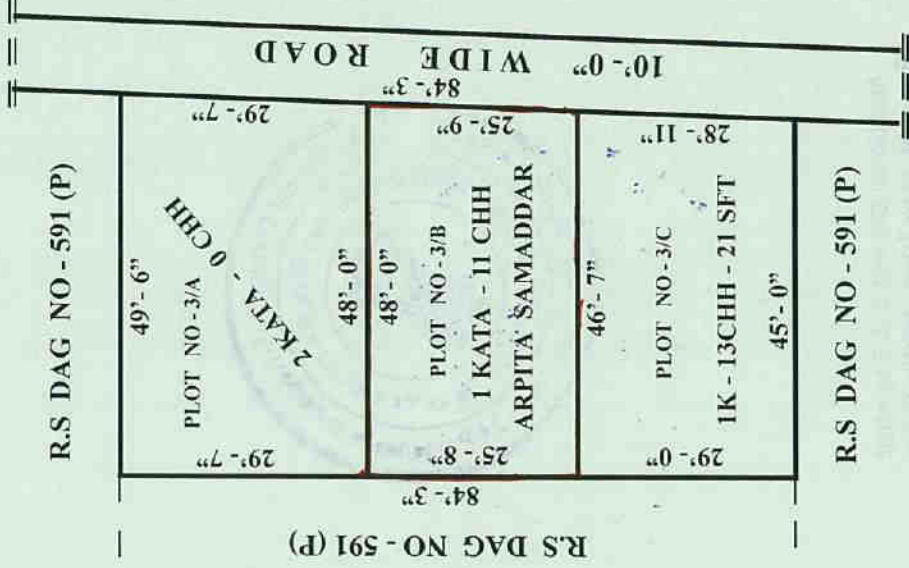 10'-0" WIDE ROAD
84'-3"
R.S DAG NO - 591 (P)
29'-7"
49'- 6"
PLOT NO - 3/A
2 KATA - 0 CHH
48'- 0"
29'-7"
25'-9"
48'- 0"
PLOT NO - 3/B
1 KATA - 11 CHH
ARPITA SAMADDAR
46'- 7"
25'-8"
28'-11"
PLOT NO - 3/C
1K - 13CHH - 21 SFT
45'- 0"
29'-0"
R.S DAG NO - 591 (P)
84'-3"
R.S DAG NO - 591 (P)